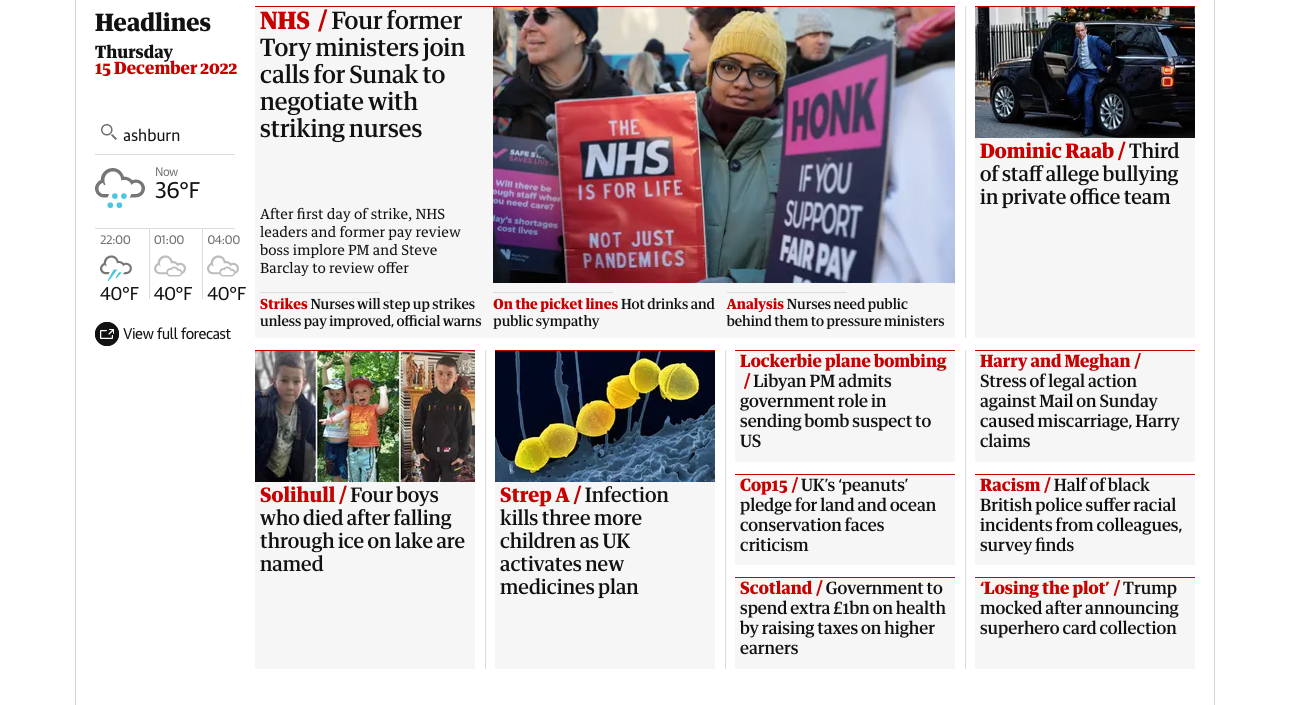 Headlines
Thursday
15 December 2022
ashburn
Now
36°F
22:00
01:00
04:00
40°F
40°F
40°F
View full forecast
NHS / Four former
Tory ministers join
calls for Sunak to
negotiate with
striking nurses
After first day of strike, NHS
leaders and former pay review
boss implore PM and Steve
Barclay to review offer
THE
NHS
IS FOR LIFE
NOT JUST
PANDEMICS
HONK
IF YOU
SUPPORT
FAIR PAY
Will there be
staff when
you need care?
shortages
cost lives
Strikes Nurses will step up strikes
unless pay improved, official warns
On the picket lines Hot drinks and
public sympathy
Analysis Nurses need public
behind them to pressure ministers
Dominic Raab / Third
of staff allege bullying
in private office team
Solihull / Four boys
who died after falling
through ice on lake are
named
Strep A / Infection
kills three more
children as UK
activates new
medicines plan
Lockerbie plane bombing
/ Libyan PM admits
government role in
sending bomb suspect to
US
Cop15 / UK’s ‘peanuts’
pledge for land and ocean
conservation faces
criticism
Scotland / Government to
spend extra £1bn on health
by raising taxes on higher
earners
Harry and Meghan /
Stress of legal action
against Mail on Sunday
caused miscarriage, Harry
claims
Racism / Half of black
British police suffer racial
incidents from colleagues,
survey finds
‘Losing the plot’ / Trump
mocked after announcing
superhero card collection